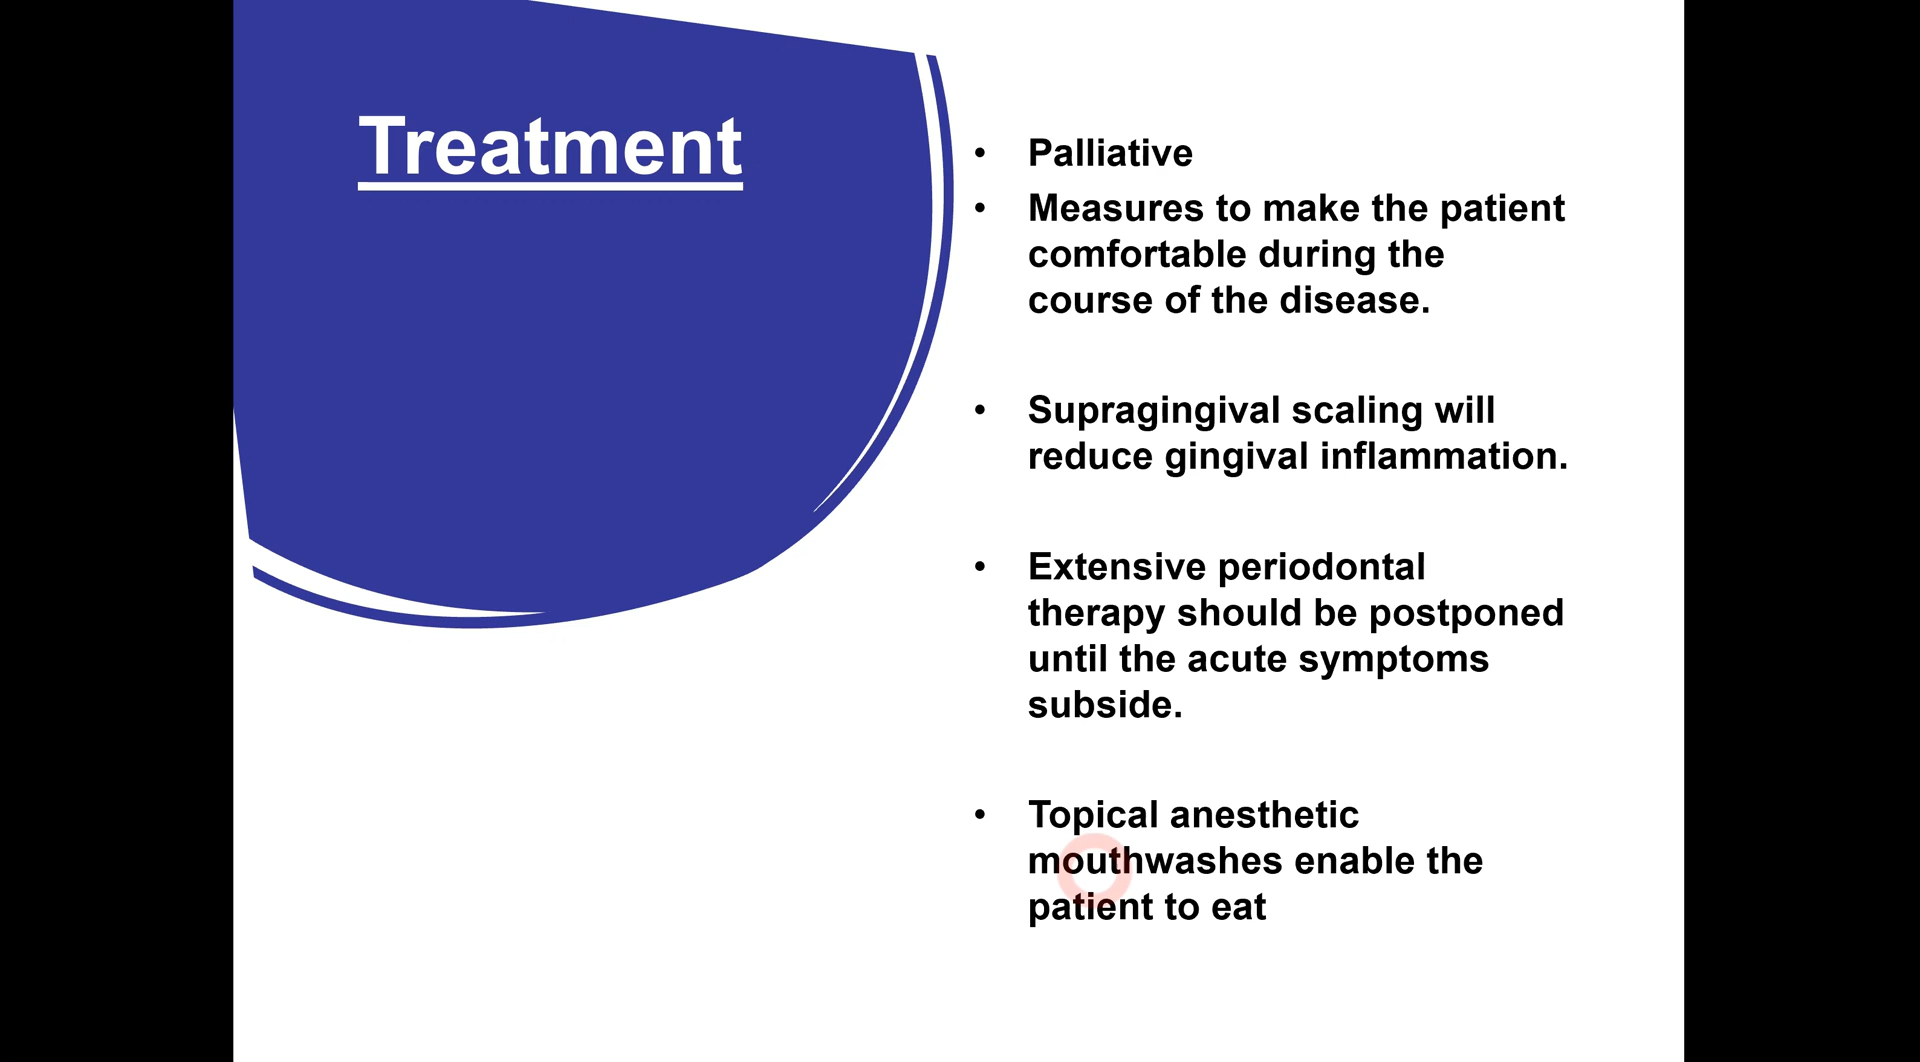 Treatment
• Palliative
• Measures to make the patient
comfortable during the
course of the disease.
• Supragingival scaling will
reduce gingival inflammation.
• Extensive periodontal
therapy should be postponed
until the acute symptoms
subside.
• Topical anesthetic
mouthwashes enable the
patient to eat